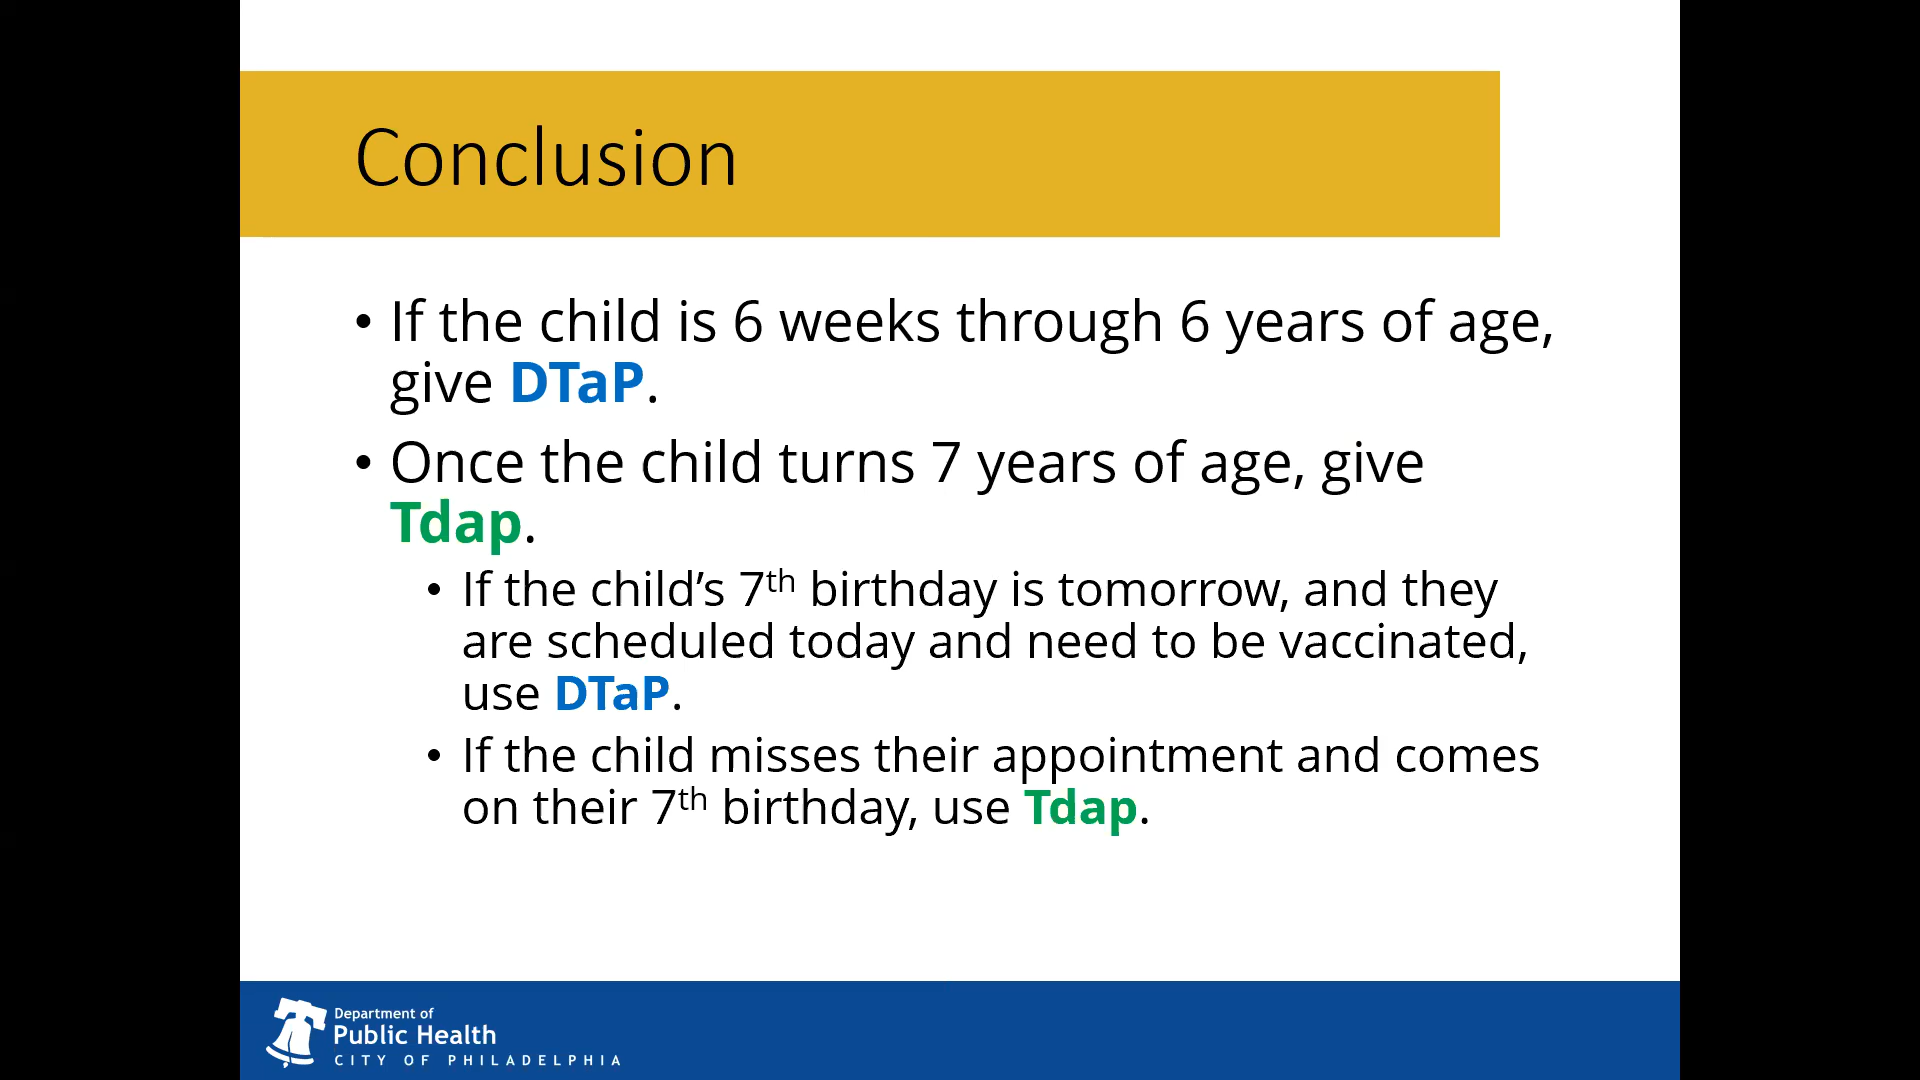 Conclusion
• If the child is 6 weeks through 6 years of age,
give DTaP.
• Once the child turns 7 years of age, give
Tdap.
• If the child’s 7th birthday is tomorrow, and they
are scheduled today and need to be vaccinated,
use DTaP.
• If the child misses their appointment and comes
on their 7th birthday, use Tdap.
Department of
Public Health
CITY OF PHILADELPHIA